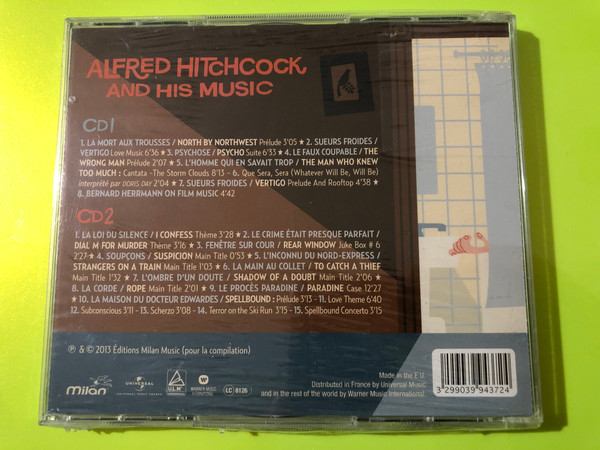 ALFRED HITCHCOCK
AND HIS MUSIC
CD1
1. LA MORT AUX TROUSSES / NORTH BY NORTHWEST Prélude 3'05 ★ 2. SUEURS FROIDES /
VERTIGO Love Music 6'36 ★ 3. PSYCHOSE / PSYCHO Suite 6'33 ★ 4. LE FAUX COUPABLE / THE
WRONG MAN Prélude 2'07 ★ 5. L'HOMME QUI EN SAVAIT TROP / THE MAN WHO KNEW
TOO MUCH : Cantata -The Storm Clouds 8'13 - 6. Que Sera, Sera (Whatever Will Be, Will Be)
interprété par DORIS DAY 2'04 ★ 7. SUEURS FROIDES / VERTIGO Prelude And Rooftop 4'38 ★
8. BERNARD HERRMANN ON FILM MUSIC 4'42
CD2
1. LA LOI DU SILENCE / I CONFESS Thème 3'28 ★ 2. LE CRIME ÉTAIT PRESQUE PARFAIT /
DIAL M FOR MURDER Thème 3'16 ★ 3. FENÊTRE SUR COUR / REAR WINDOW Juke Box # 6
2'27 ★ 4. SOUPÇONS / SUSPICION Main Title 0'53 ★ 5. L'INCONNU DU NORD-EXPRESS /
STRANGERS ON A TRAIN Main Title 1'03 ★ 6. LA MAIN AU COLLET / TO CATCH A THIEF
Main Title 1'32 ★ 7. L'OMBRE D'UN DOUTE / SHADOW OF A DOUBT Main Title 2'06 ★
8. LA CORDE / ROPE Main Title 2'01 ★ 9. LE PROCÈS PARADINE / PARADINE Case 12'27
★ 10. LA MAISON DU DOCTEUR EDWARDES / SPELLBOUND : Prélude 3'13 - 11. Love Theme 6'40
12. Subconscious 3'11 - 13. Scherzo 3'08 - 14. Terror on the Ski Run 3'15 - 15. Spellbound Concerto 3'15
℗ & © 2013 Éditions Milan Music (pour la compilation)
milan
UNIVERSAL
ULM
WARNER MUSIC
INTERNATIONAL
LC 8126
Made in the E.U.
Distributed in France by Universal Music
and in the rest of the world by Warner Music International.
3 299039 943724